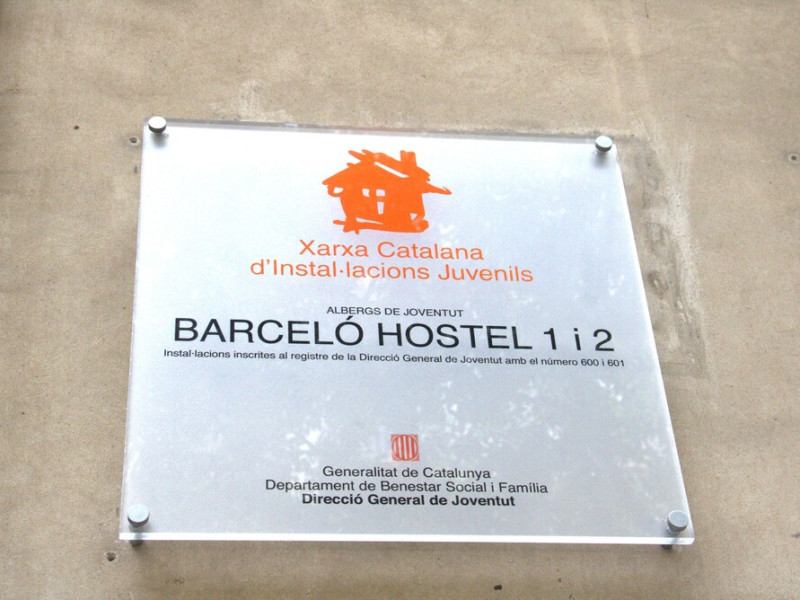 Xarxa Catalana
d'Instal·lacions Juvenils
ALBERGS DE JOVENTUT
BARCELÓ HOSTEL 1 i 2
Instal·lacions inscrites al registre de la Direcció General de Joventut amb el número 600 i 601
Generalitat de Catalunya
Departament de Benestar Social i Família
Direcció General de Joventut